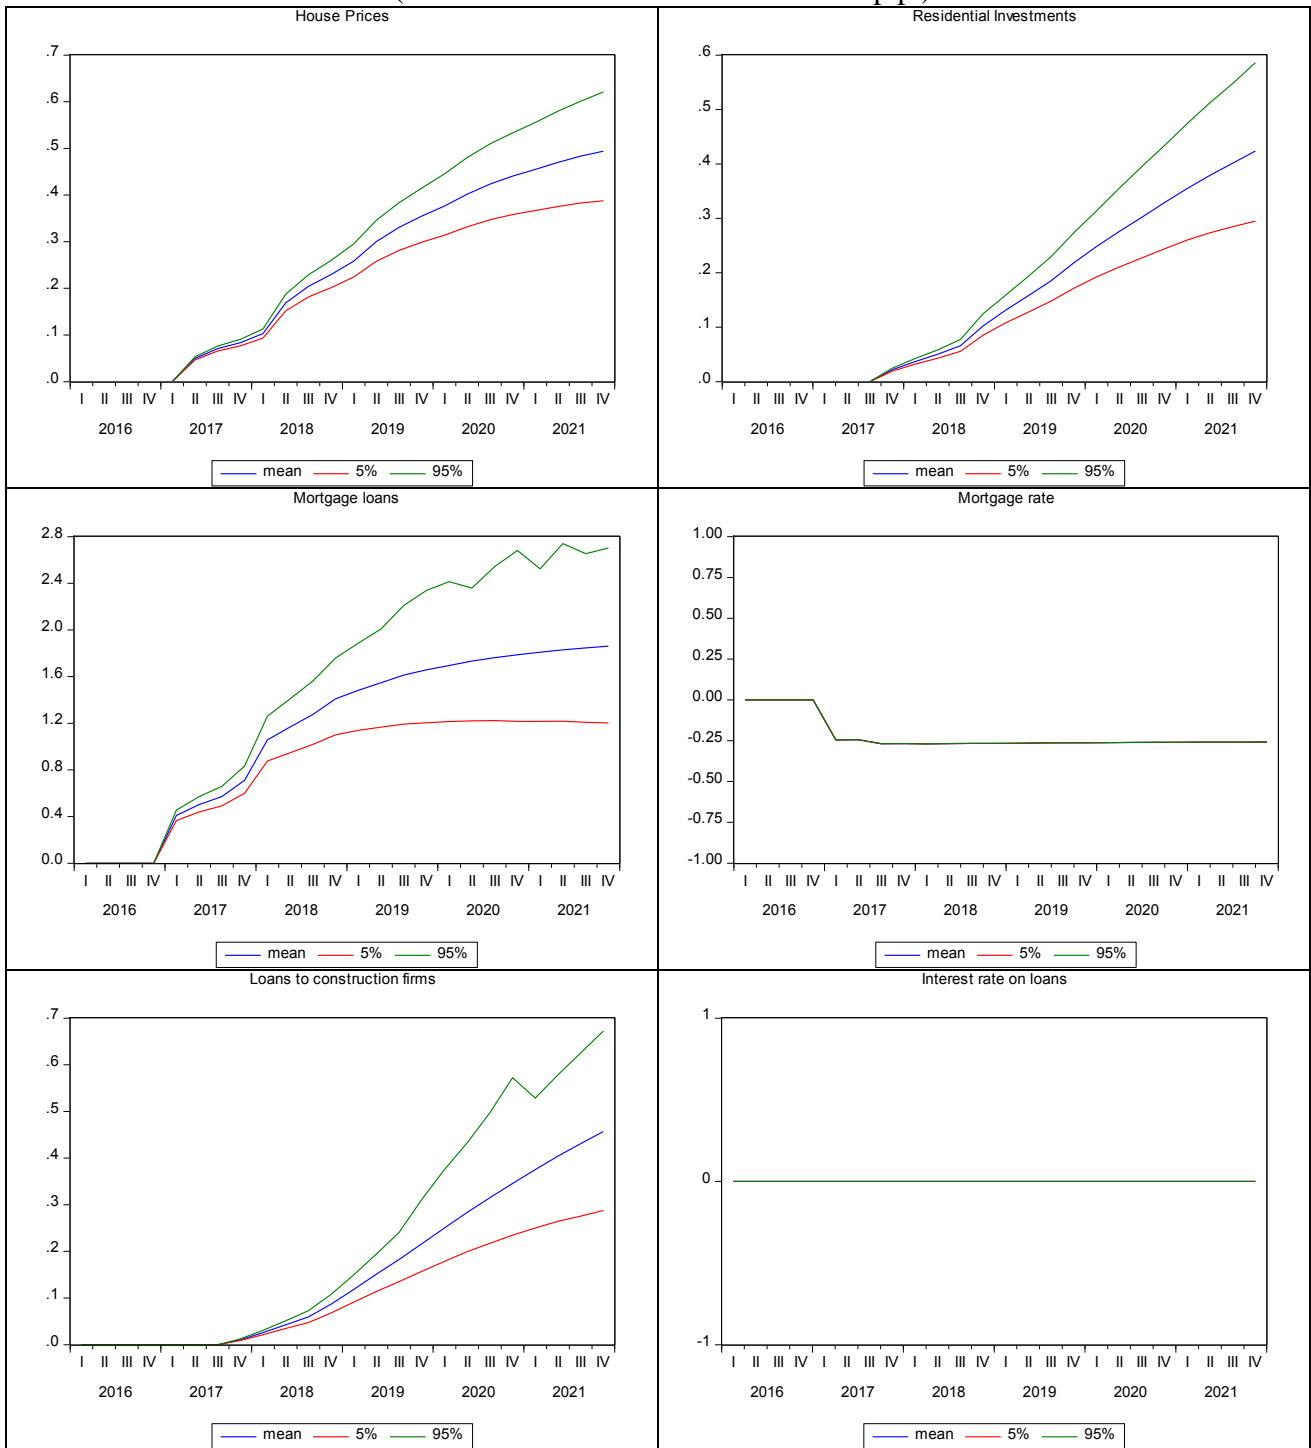 House Prices
.7
.6
.5
.4
.3
.2
.1
.0
I II III IV I II III IV I II III IV I II III IV I II III IV I II III IV
2016 2017 2018 2019 2020 2021
mean 5% 95%
Residential Investments
.6
.5
.4
.3
.2
.1
.0
I II III IV I II III IV I II III IV I II III IV I II III IV I II III IV
2016 2017 2018 2019 2020 2021
mean 5% 95%
Mortgage loans
2.8
2.4
2.0
1.6
1.2
0.8
0.4
0.0
I II III IV I II III IV I II III IV I II III IV I II III IV I II III IV
2016 2017 2018 2019 2020 2021
mean 5% 95%
Mortgage rate
1.00
0.75
0.50
0.25
0.00
-0.25
-0.50
-0.75
-1.00
I II III IV I II III IV I II III IV I II III IV I II III IV I II III IV
2016 2017 2018 2019 2020 2021
mean 5% 95%
Loans to construction firms
.7
.6
.5
.4
.3
.2
.1
.0
I II III IV I II III IV I II III IV I II III IV I II III IV I II III IV
2016 2017 2018 2019 2020 2021
mean 5% 95%
Interest rate on loans
1
0
-1
I II III IV I II III IV I II III IV I II III IV I II III IV I II III IV
2016 2017 2018 2019 2020 2021
mean 5% 95%